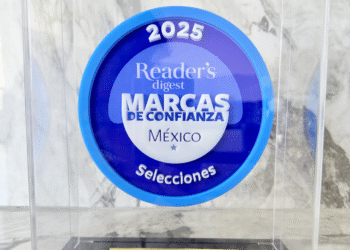 2025
Reader's
digest
MARCAS
DE CONFIANZA
MÉXICO
Selecciones